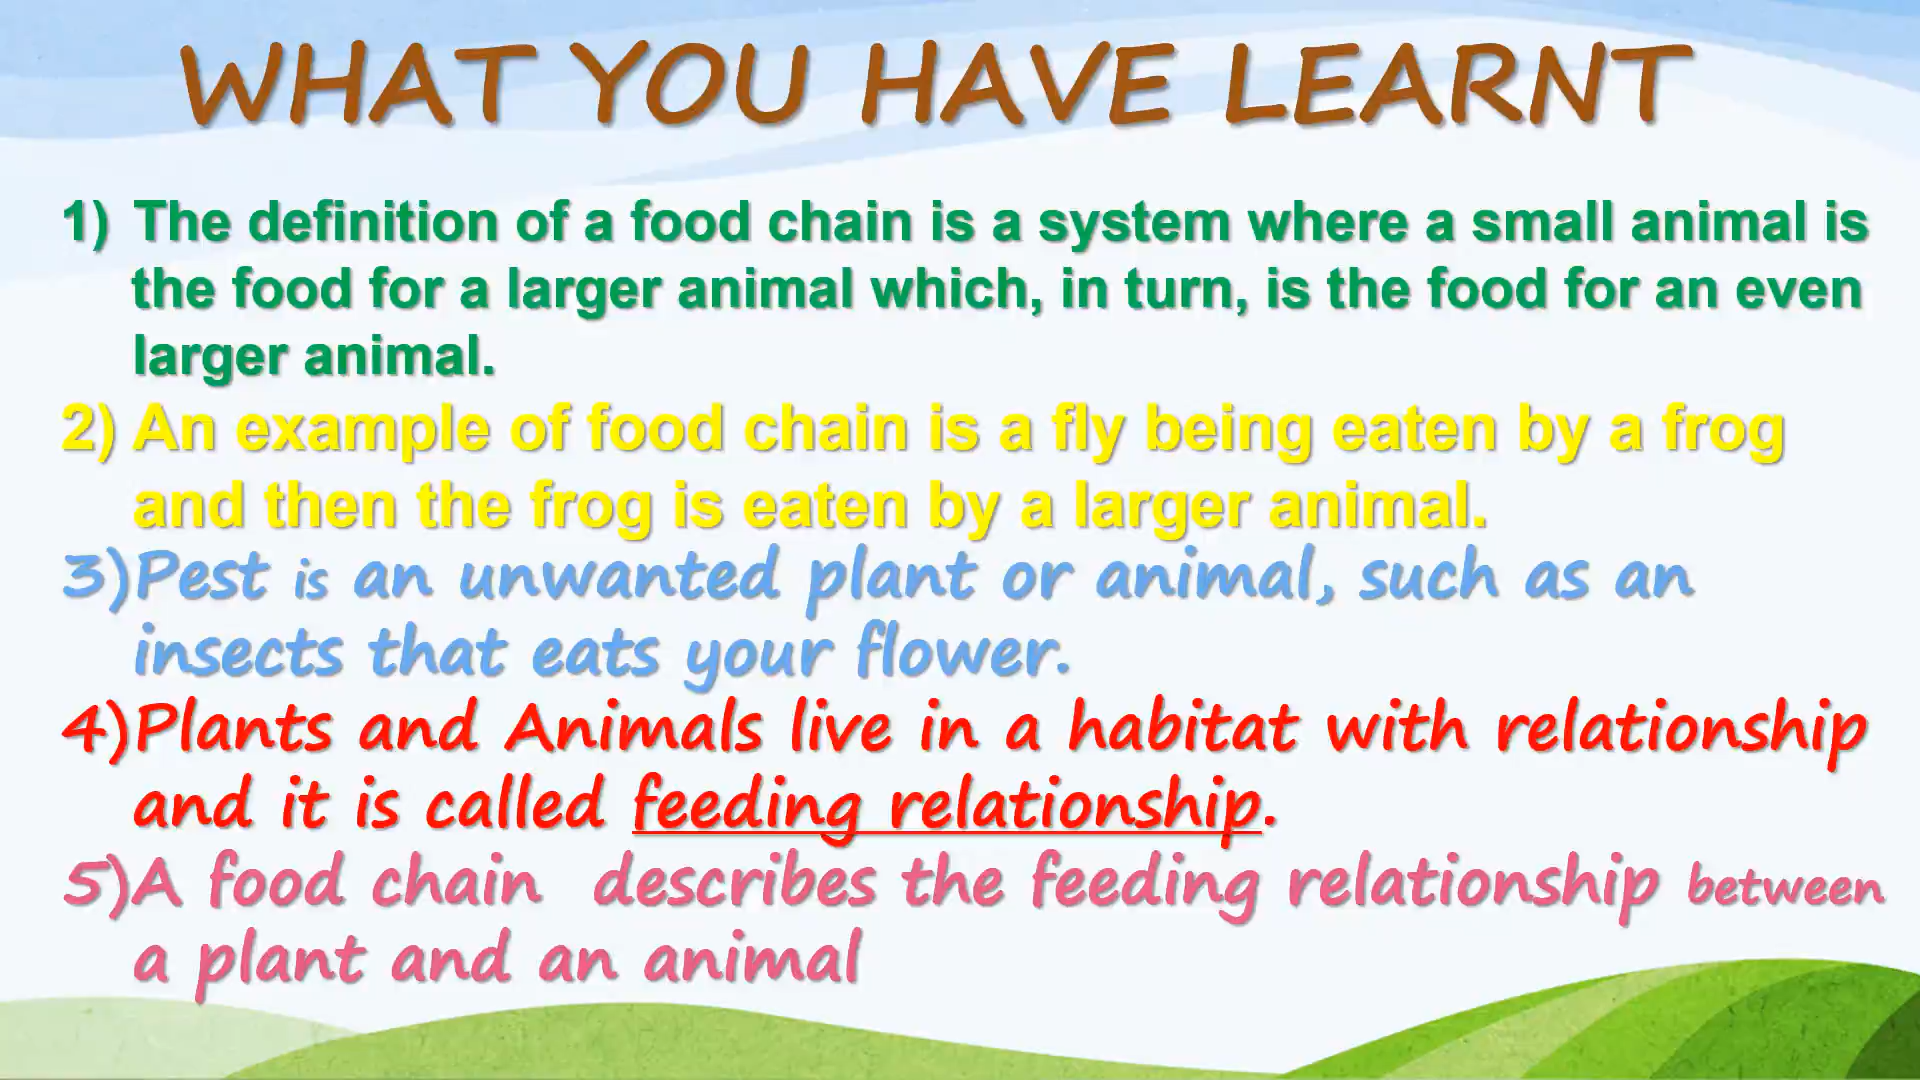 WHAT YOU HAVE LEARNT
1) The definition of a food chain is a system where a small animal is
the food for a larger animal which, in turn, is the food for an even
larger animal.
2) An example of food chain is a fly being eaten by a frog
and then the frog is eaten by a larger animal.
3)Pest is an unwanted plant or animal, such as an
insects that eats your flower.
4)Plants and Animals live in a habitat with relationship
and it is called feeding relationship.
5)A food chain describes the feeding relationship between
a plant and an animal